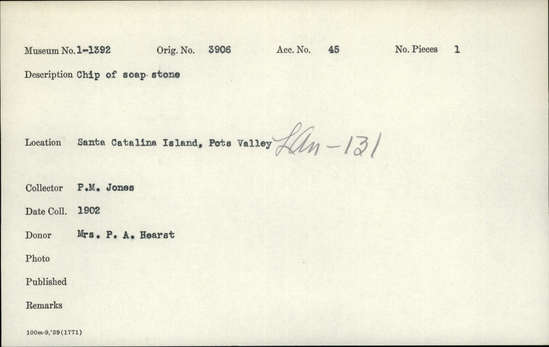 Museum No. 1-1392 Orig. No. 3906 Acc. No. 45 No. Pieces 1
Description Chip of soap stone
Location Santa Catalina Island, Pots Valley LAn-131
Collector P.M. Jones
Date Coll. 1902
Donor Mrs. P. A. Hearst
Photo
Published
Remarks
100m-9,'39(1771)